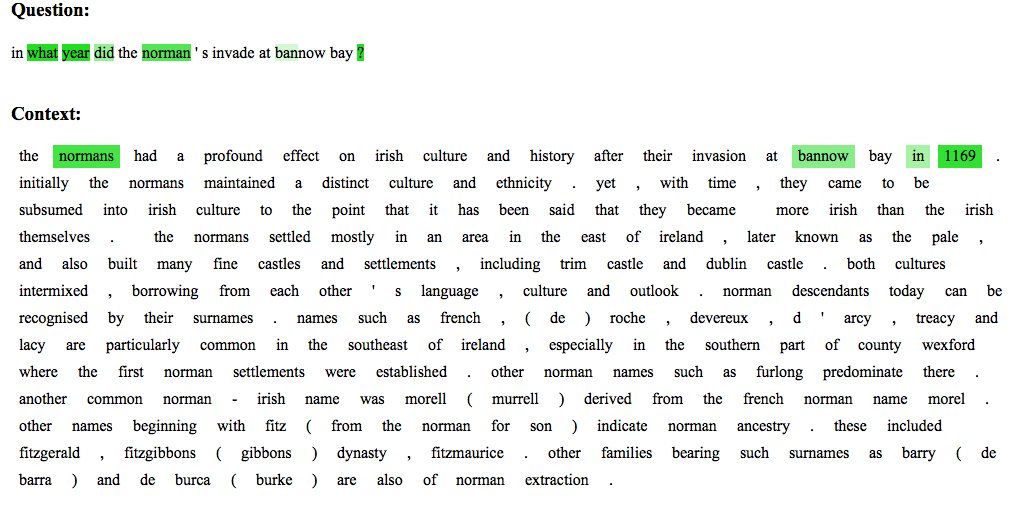 Question:
in what year did the norman ' s invade at bannow bay ?
Context:
the normans had a profound effect on irish culture and history after their invasion at bannow bay in 1169 .
initially the normans maintained a distinct culture and ethnicity . yet , with time , they came to be
subsumed into irish culture to the point that it has been said that they became more irish than the irish
themselves . the normans settled mostly in an area in the east of ireland , later known as the pale ,
and also built many fine castles and settlements , including trim castle and dublin castle . both cultures
intermixed , borrowing from each other ' s language , culture and outlook . norman descendants today can be
recognised by their surnames . names such as french , ( de ) roche , devereux , d ' arcy , treacy and
lacy are particularly common in the southeast of ireland , especially in the southern part of county wexford
where the first norman settlements were established . other norman names such as furlong predominate there .
another common norman - irish name was morell ( murrell ) derived from the french norman name morel .
other names beginning with fitz ( from the norman for son ) indicate norman ancestry . these included
fitzgerald , fitzgibbons ( gibbons ) dynasty , fitzmaurice . other families bearing such surnames as barry ( de
barra ) and de burca ( burke ) are also of norman extraction .